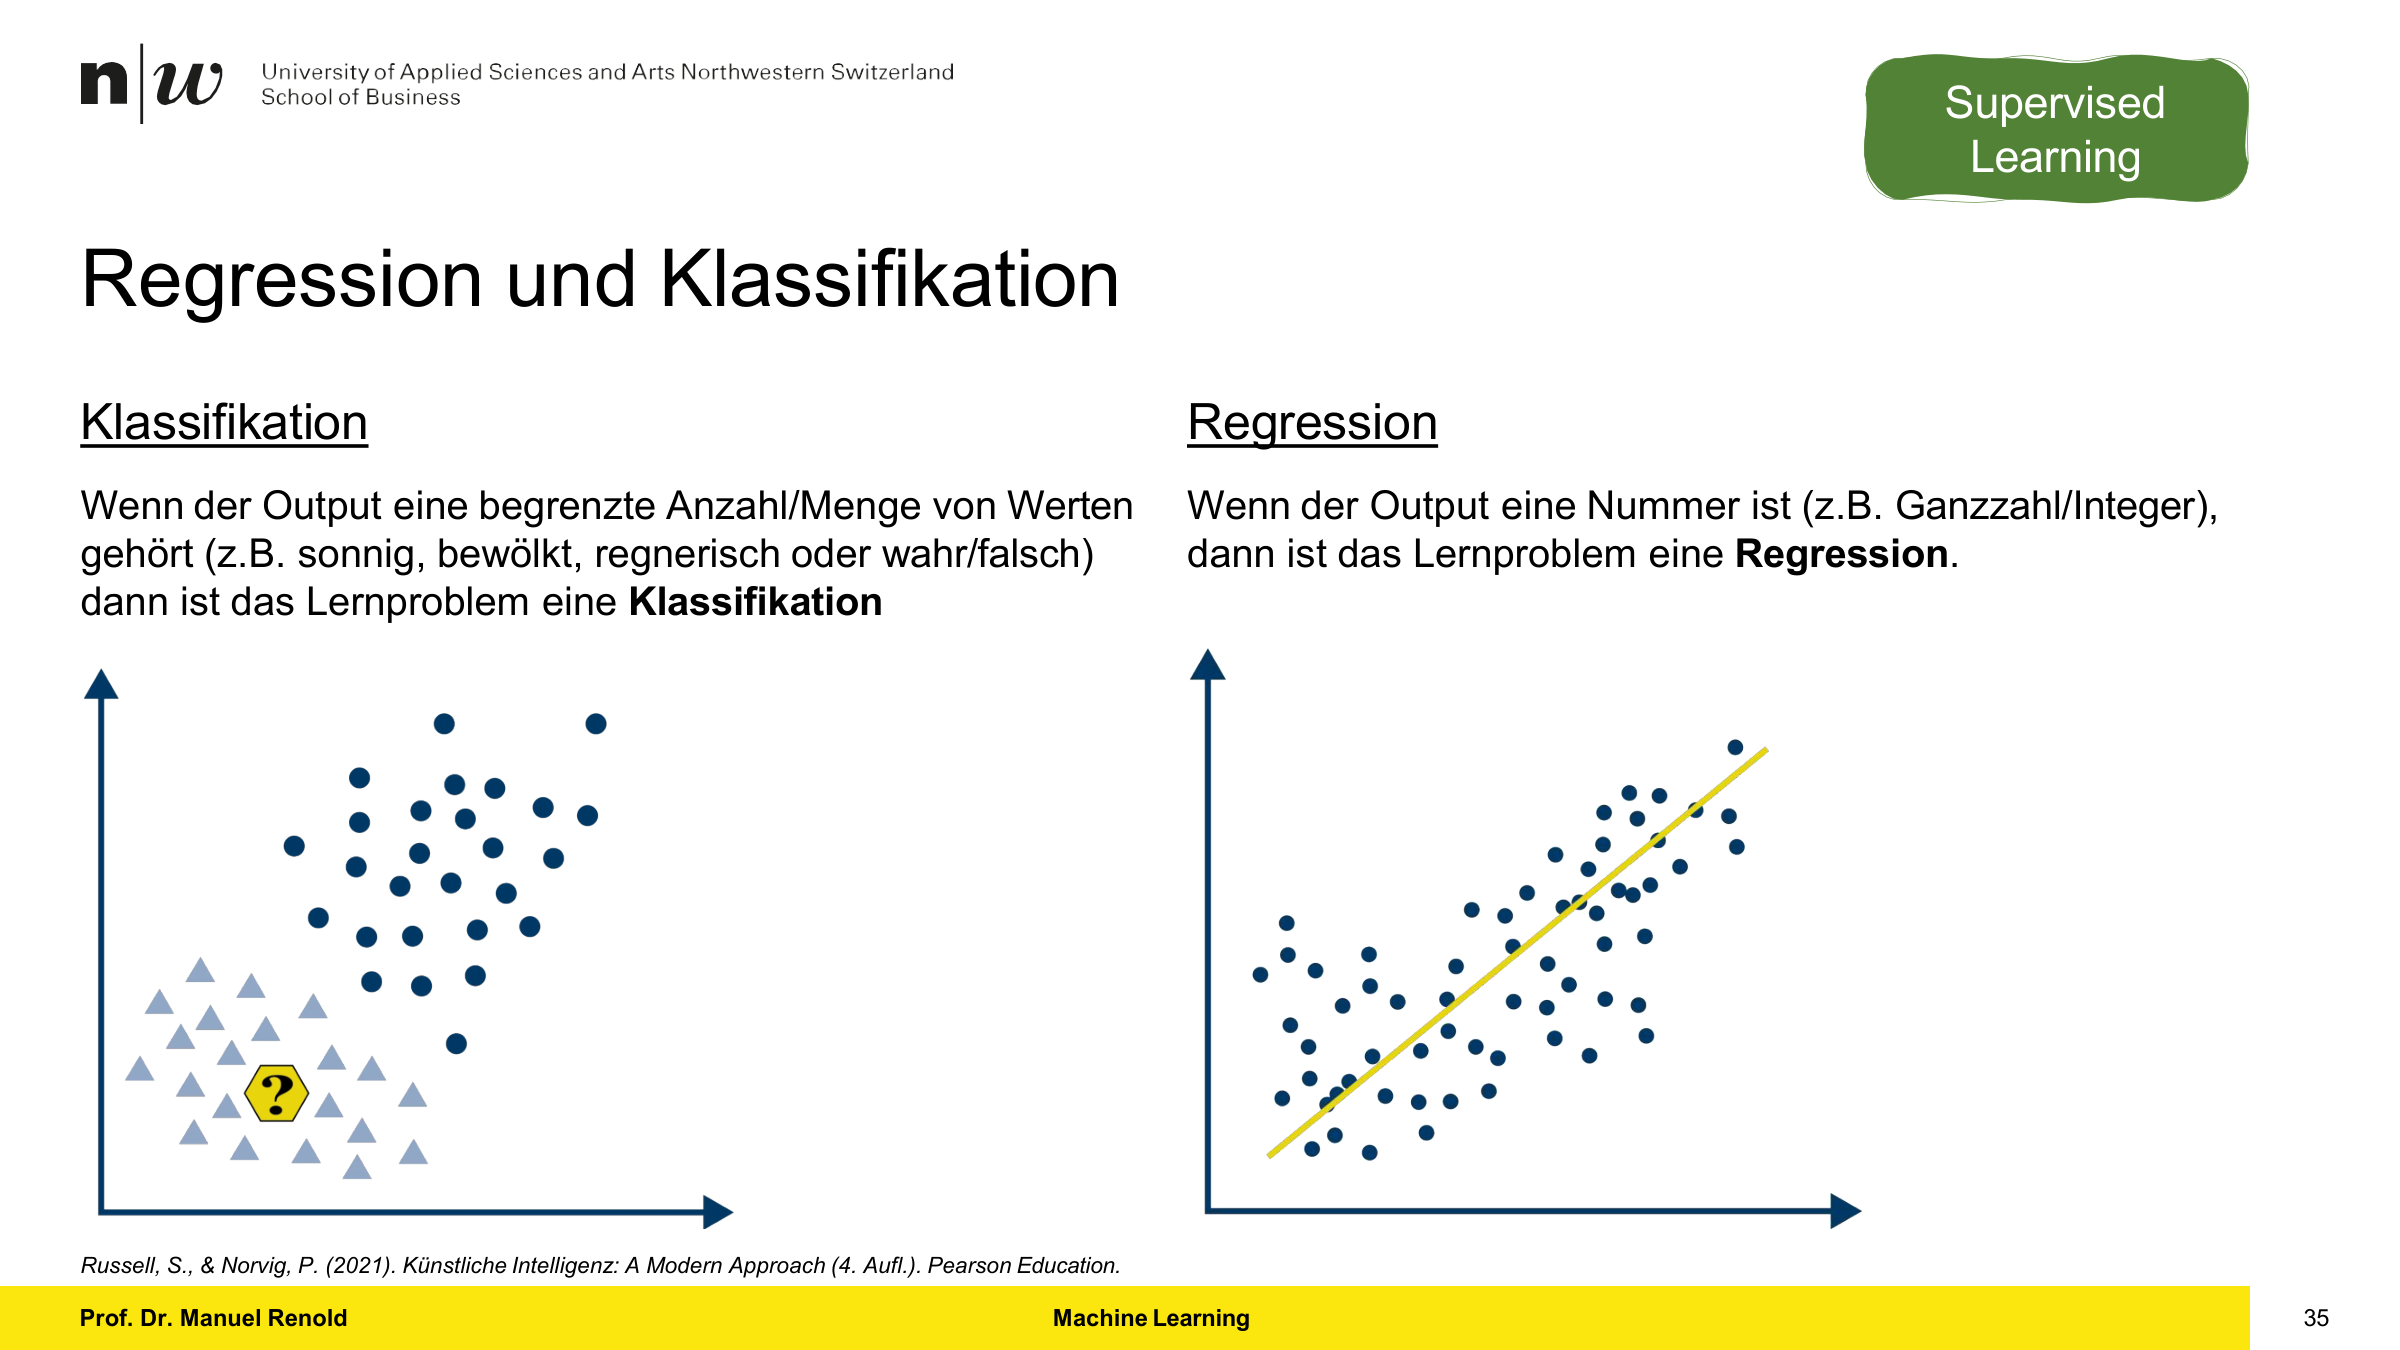 n|w University of Applied Sciences and Arts Northwestern Switzerland
School of Business
Supervised
Learning
Regression und Klassifikation
Klassifikation
Wenn der Output eine begrenzte Anzahl/Menge von Werten
gehört (z.B. sonnig, bewölkt, regnerisch oder wahr/falsch)
dann ist das Lernproblem eine Klassifikation
Regression
Wenn der Output eine Nummer ist (z.B. Ganzzahl/Integer),
dann ist das Lernproblem eine Regression.
?
Russell, S., & Norvig, P. (2021). Künstliche Intelligenz: A Modern Approach (4. Aufl.). Pearson Education.
Prof. Dr. Manuel Renold
Machine Learning
35